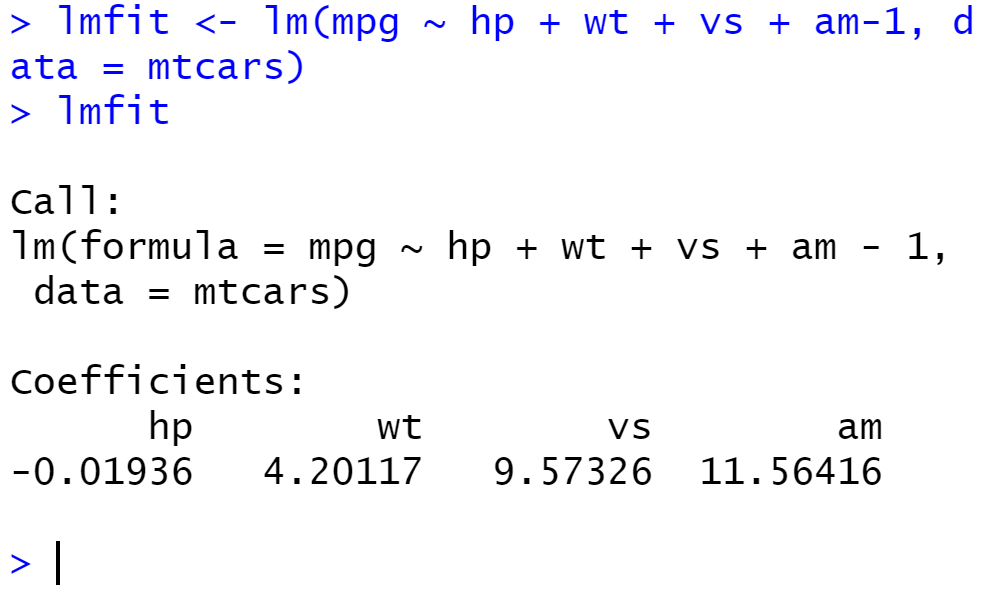 > lmfit <- lm(mpg ~ hp + wt + vs + am-1, d
ata = mtcars)
> lmfit
Call:
lm(formula = mpg ~ hp + wt + vs + am - 1,
 data = mtcars)
Coefficients:
      hp        wt        vs        am
-0.01936   4.20117   9.57326  11.56416
>